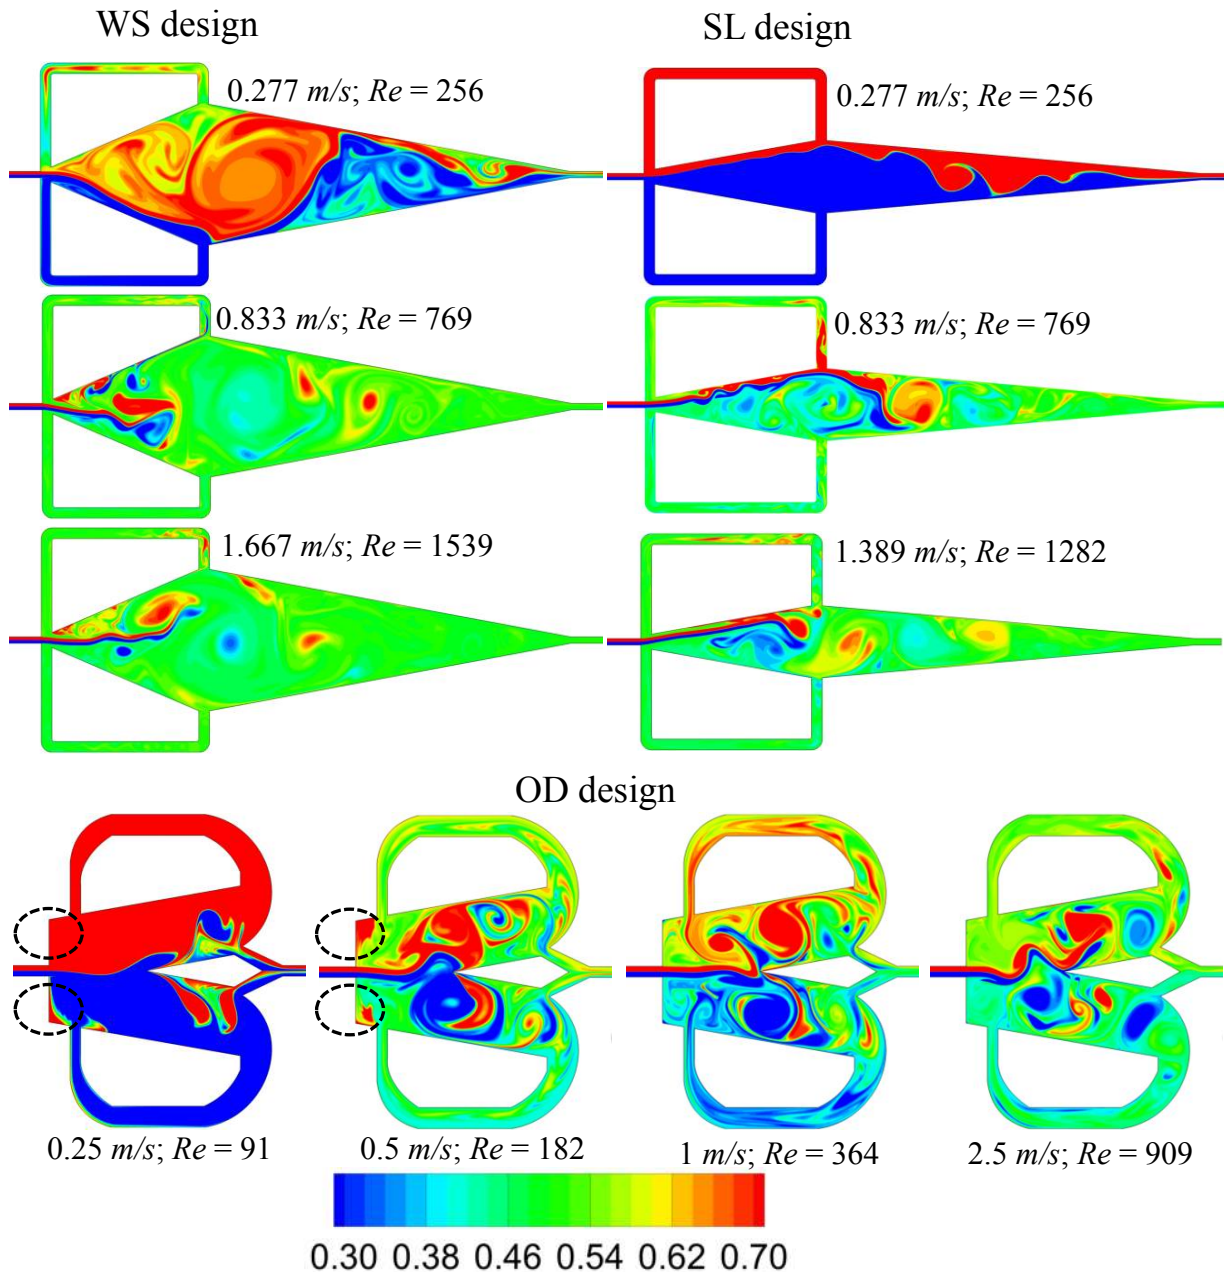 WS design
SL design
0.277 m/s; Re = 256
0.277 m/s; Re = 256
0.833 m/s; Re = 769
0.833 m/s; Re = 769
1.667 m/s; Re = 1539
1.389 m/s; Re = 1282
OD design
0.25 m/s; Re = 91
0.5 m/s; Re = 182
1 m/s; Re = 364
2.5 m/s; Re = 909
0.30 0.38 0.46 0.54 0.62 0.70